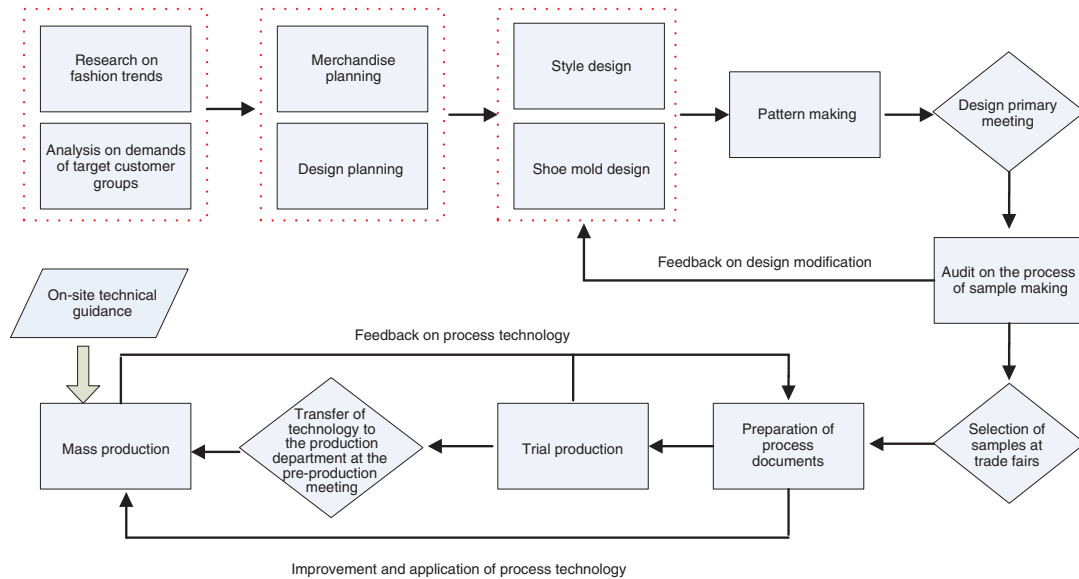 Research on
fashion trends
Analysis on demands
of target customer
groups
Merchandise
planning
Design planning
Style design
Shoe mold design
Pattern making
Design primary
meeting
Feedback on design modification
Audit on the process
of sample making
On-site technical
guidance
Feedback on process technology
Mass production
Transfer of
technology to
the production
department at the
pre-production
meeting
Trial production
Preparation of
process
documents
Selection of
samples at
trade fairs
Improvement and application of process technology